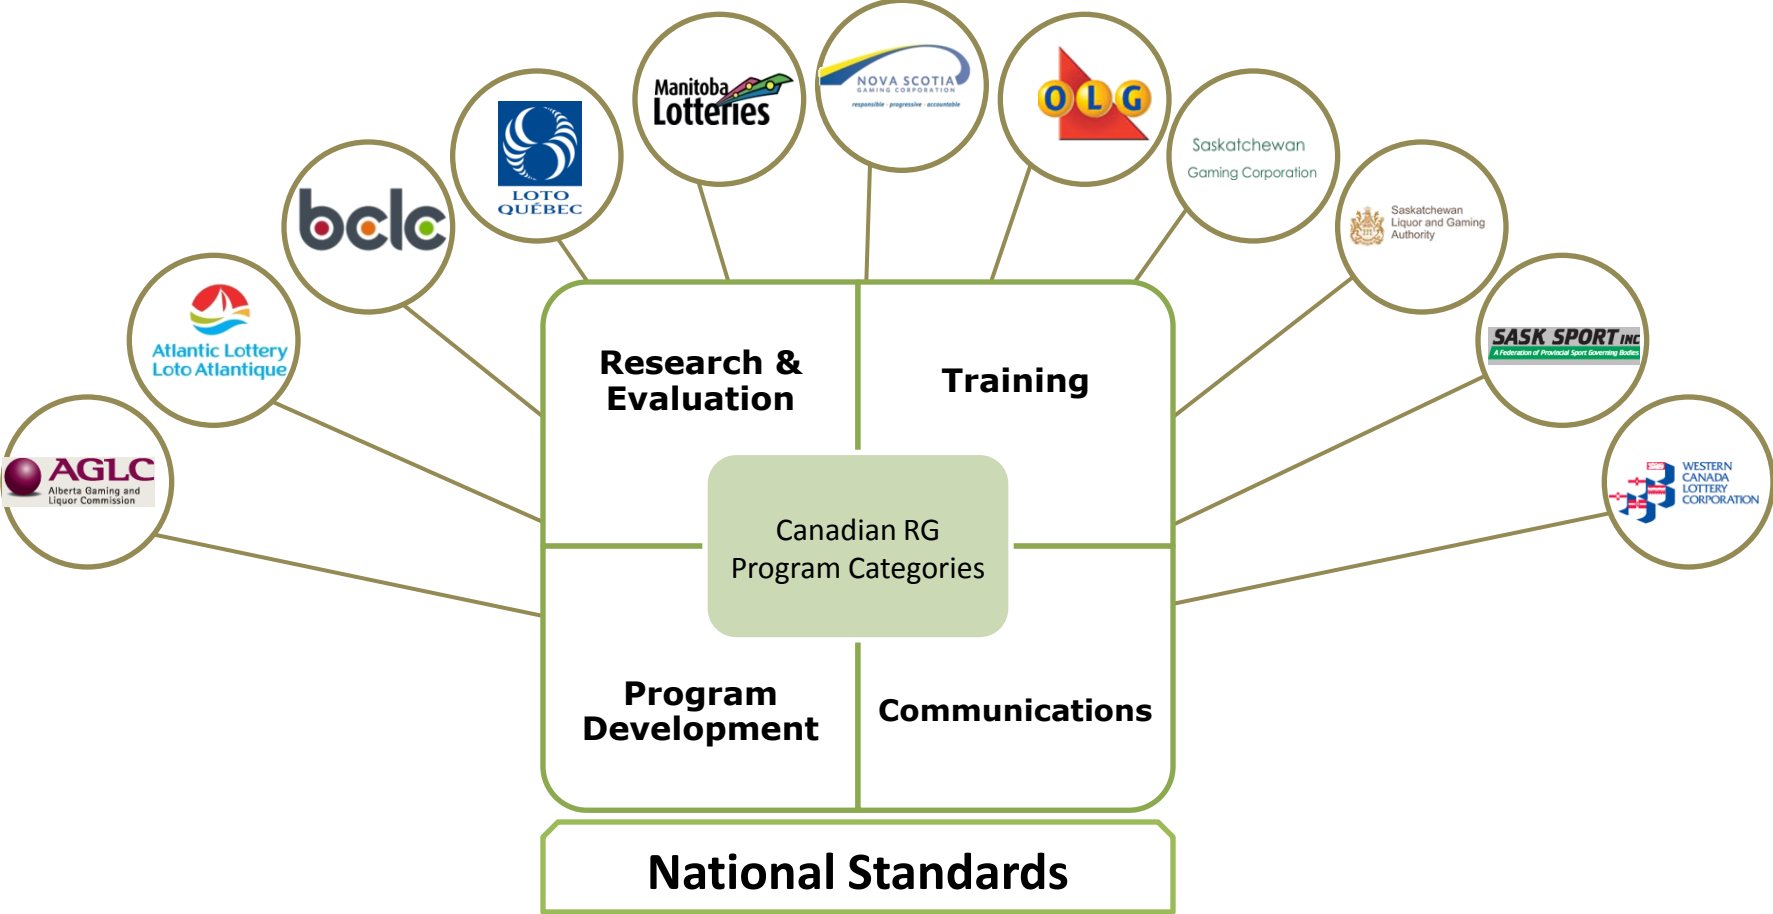 AGLC
Alberta Gaming and
Liquor Commission
Atlantic Lottery
Loto Atlantique
bclc
LOTO
QUÉBEC
Manitoba
Lotteries
NOVA SCOTIA
GAMING CORPORATION
responsible · progressive · accountable
OLG
Saskatchewan
Gaming Corporation
Saskatchewan
Liquor and Gaming
Authority
SASK SPORT INC
A Federation of Provincial Sport Governing Bodies
WESTERN
CANADA
LOTTERY
CORPORATION
Research &
Evaluation
Training
Canadian RG
Program Categories
Program
Development
Communications
National Standards